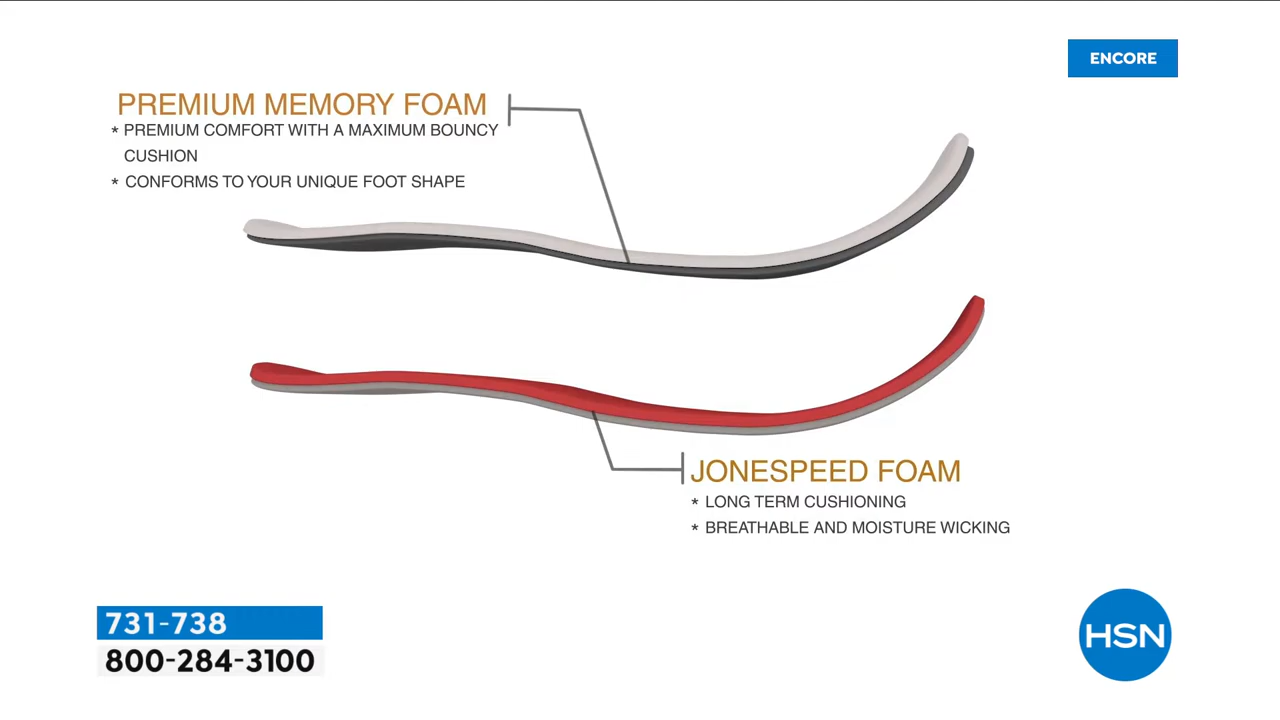 ENCORE
PREMIUM MEMORY FOAM
* PREMIUM COMFORT WITH A MAXIMUM BOUNCY
CUSHION
* CONFORMS TO YOUR UNIQUE FOOT SHAPE
JONESPEED FOAM
* LONG TERM CUSHIONING
* BREATHABLE AND MOISTURE WICKING
731-738
800-284-3100
HSN